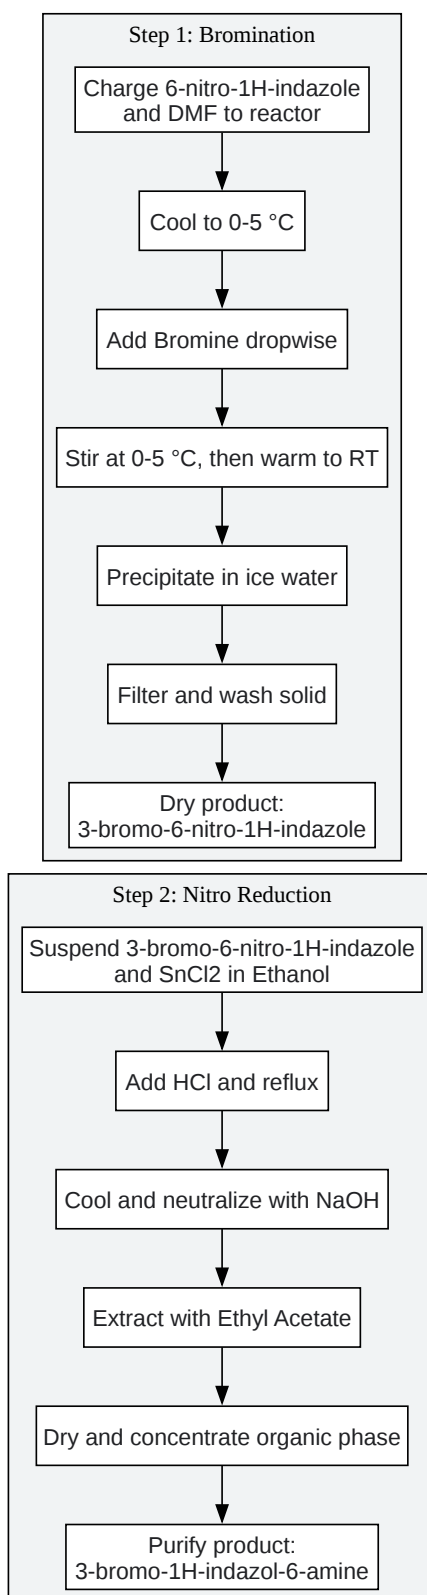 Step 1: Bromination
Charge 6-nitro-1H-indazole
and DMF to reactor
Cool to 0-5 °C
Add Bromine dropwise
Stir at 0-5 °C, then warm to RT
Precipitate in ice water
Filter and wash solid
Dry product:
3-bromo-6-nitro-1H-indazole
Step 2: Nitro Reduction
Suspend 3-bromo-6-nitro-1H-indazole
and SnCl2 in Ethanol
Add HCl and reflux
Cool and neutralize with NaOH
Extract with Ethyl Acetate
Dry and concentrate organic phase
Purify product:
3-bromo-1H-indazol-6-amine